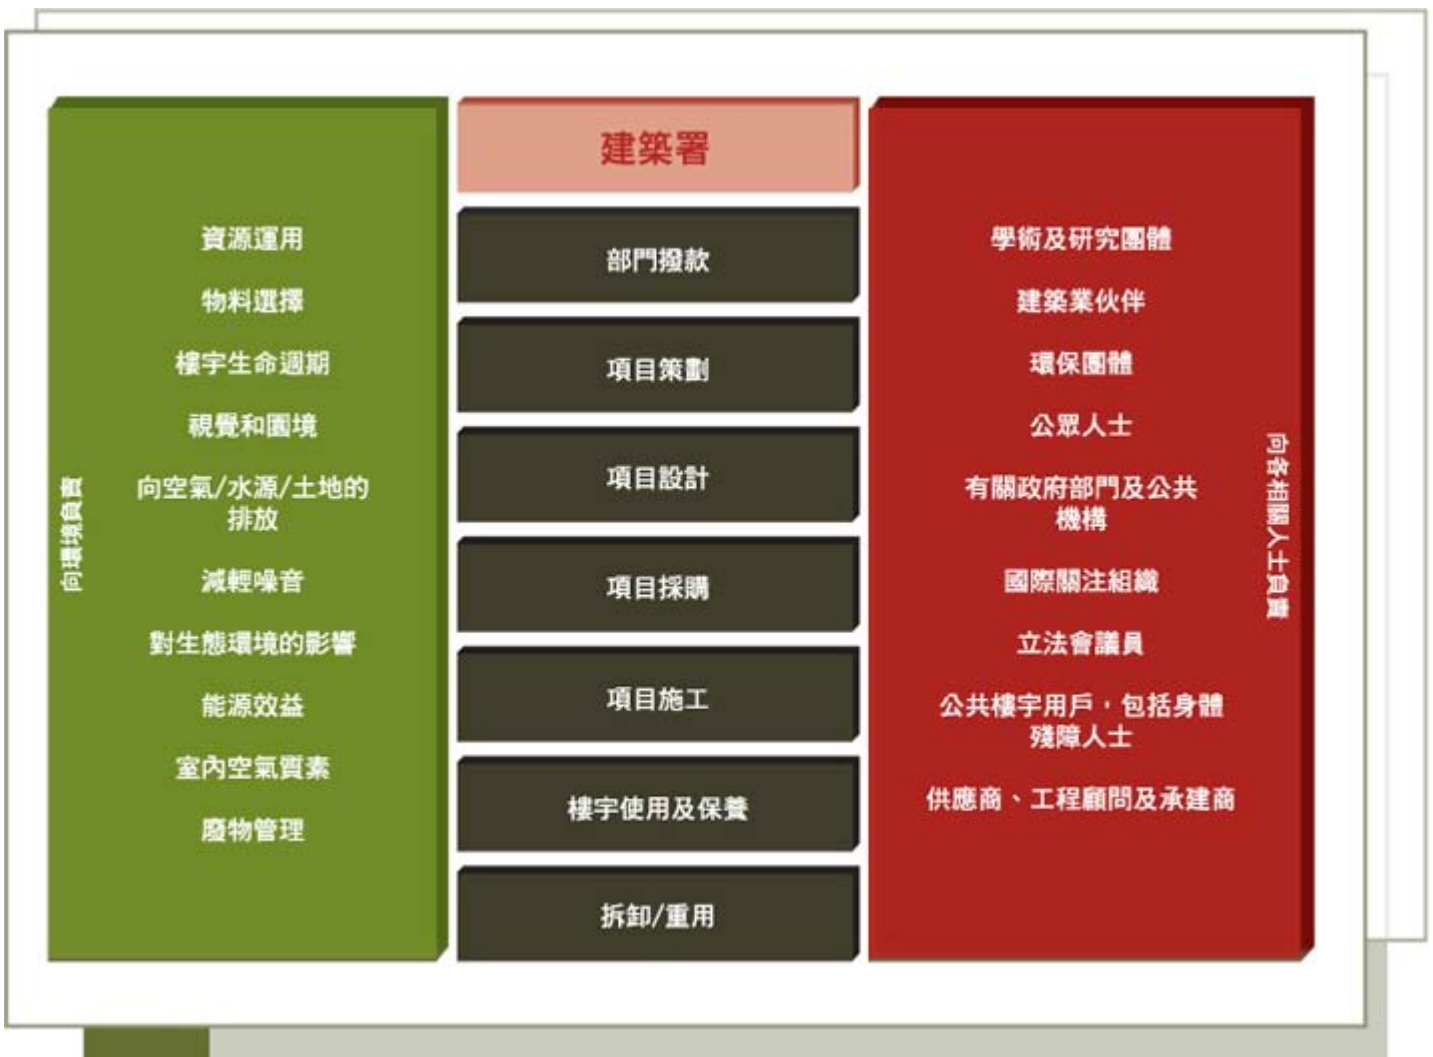 向環境負責
資源運用
物料選擇
樓宇生命週期
視覺和園境
向空氣/水源/土地的
排放
減輕噪音
對生態環境的影響
能源效益
室內空氣質素
廢物管理
建築署
部門撥款
項目策劃
項目設計
項目採購
項目施工
樓宇使用及保養
拆卸/重用
學術及研究團體
建築業伙伴
環保團體
公眾人士
有關政府部門及公共
機構
國際關注組織
立法會議員
公共樓宇用戶，包括身體
殘障人士
供應商、工程顧問及承建商
向各相關人士負責